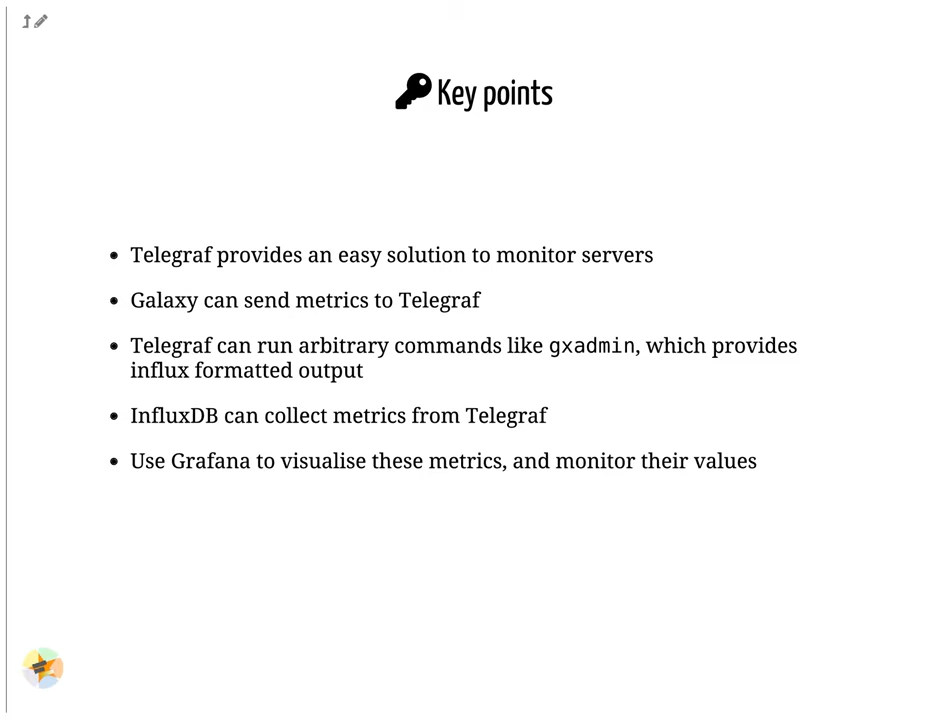 Key points
Telegraf provides an easy solution to monitor servers
Galaxy can send metrics to Telegraf
Telegraf can run arbitrary commands like gxadmin, which provides
influx formatted output
InfluxDB can collect metrics from Telegraf
Use Grafana to visualise these metrics, and monitor their values